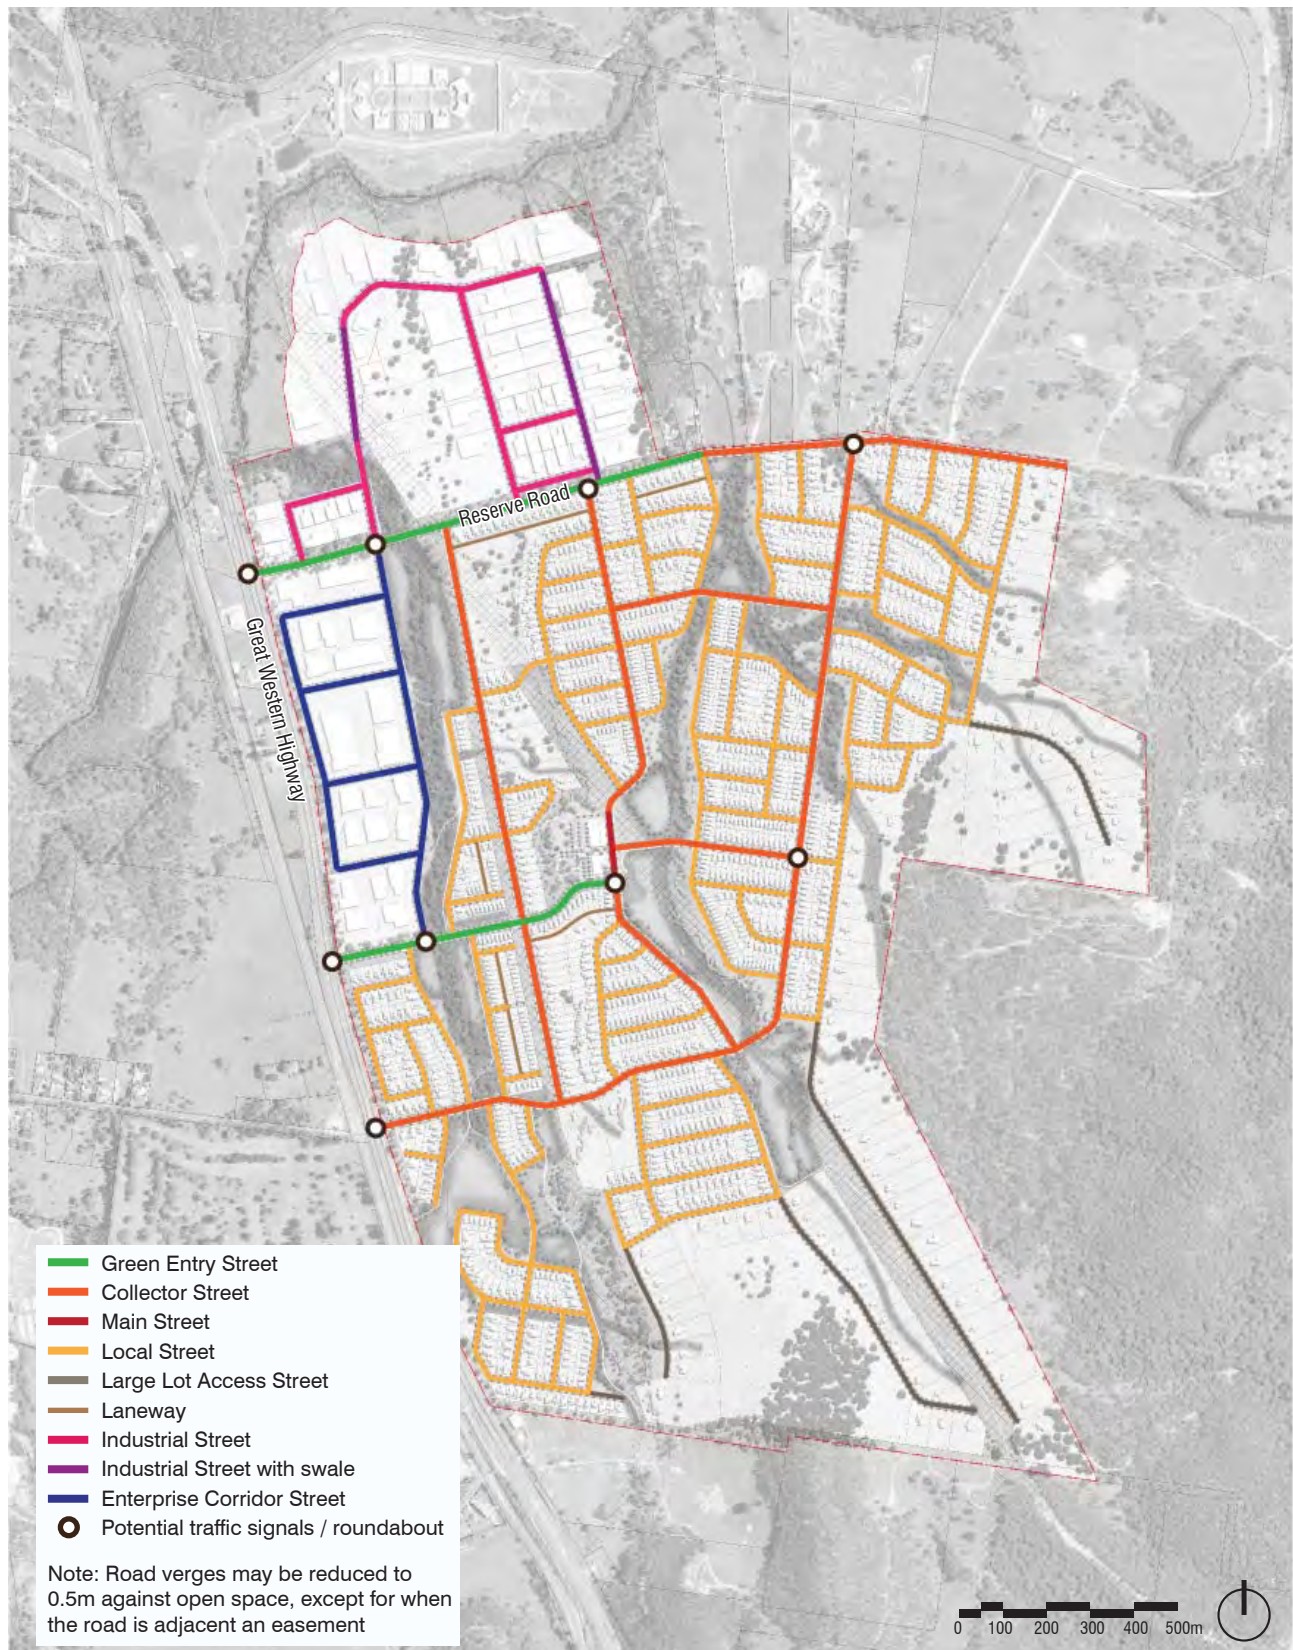 Reserve Road
Great Western Highway
Green Entry Street
Collector Street
Main Street
Local Street
Large Lot Access Street
Laneway
Industrial Street
Industrial Street with swale
Enterprise Corridor Street
Potential traffic signals / roundabout
Note: Road verges may be reduced to
0.5m against open space, except for when
the road is adjacent an easement
0 100 200 300 400 500m